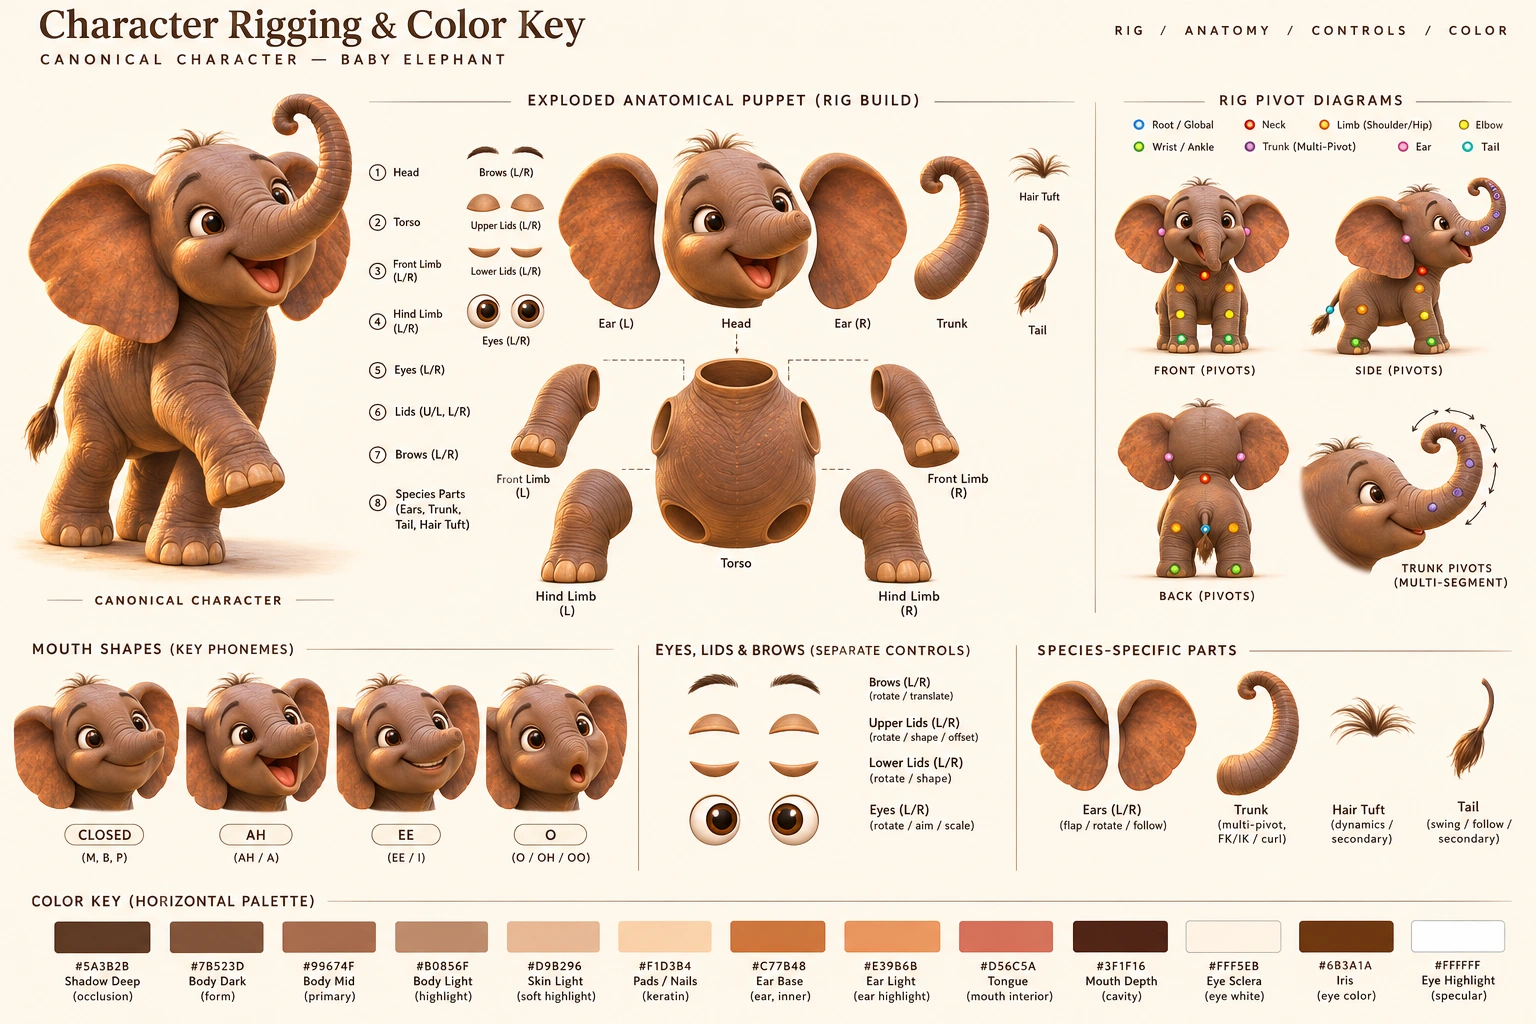 Character Rigging & Color Key
CANONICAL CHARACTER — BABY ELEPHANT
RIG / ANATOMY / CONTROLS / COLOR
CANONICAL CHARACTER
EXPLODED ANATOMICAL PUPPET (RIG BUILD)
1 Head
2 Torso
3 Front Limb
(L/R)
4 Hind Limb
(L/R)
5 Eyes (L/R)
6 Lids (U/L, L/R)
7 Brows (L/R)
8 Species Parts
(Ears, Trunk,
Tail, Hair Tuft)
Brows (L/R)
Upper Lids (L/R)
Lower Lids (L/R)
Eyes (L/R)
Ear (L)
Head
Ear (R)
Trunk
Hair Tuft
Tail
Front Limb
(L)
Front Limb
(R)
Torso
Hind Limb
(L)
Hind Limb
(R)
RIG PIVOT DIAGRAMS
Root / Global
Neck
Limb (Shoulder/Hip)
Elbow
Wrist / Ankle
Trunk (Multi-Pivot)
Ear
Tail
FRONT (PIVOTS)
SIDE (PIVOTS)
BACK (PIVOTS)
TRUNK PIVOTS
(MULTI-SEGMENT)
MOUTH SHAPES (KEY PHONEMES)
CLOSED
(M, B, P)
AH
(AH / A)
EE
(EE / I)
O
(O / OH / OO)
EYES, LIDS & BROWS (SEPARATE CONTROLS)
Brows (L/R)
(rotate / translate)
Upper Lids (L/R)
(rotate / shape / offset)
Lower Lids (L/R)
(rotate / shape)
Eyes (L/R)
(rotate / aim / scale)
SPECIES-SPECIFIC PARTS
Ears (L/R)
(flap / rotate / follow)
Trunk
(multi-pivot,
FK/IK / curl)
Hair Tuft
(dynamics /
secondary)
Tail
(swing / follow /
secondary)
COLOR KEY (HORIZONTAL PALETTE)
#5A3B2B
Shadow Deep
(occlusion)
#7B523D
Body Dark
(form)
#99674F
Body Mid
(primary)
#B0856F
Body Light
(highlight)
#D9B296
Skin Light
(soft highlight)
#F1D3B4
Pads / Nails
(keratin)
#C77B48
Ear Base
(ear, inner)
#E39B6B
Ear Light
(ear highlight)
#D56C5A
Tongue
(mouth interior)
#3F1F16
Mouth Depth
(cavity)
#FFF5EB
Eye Sclera
(eye white)
#6B3A1A
Iris
(eye color)
#FFFFFF
Eye Highlight
(specular)